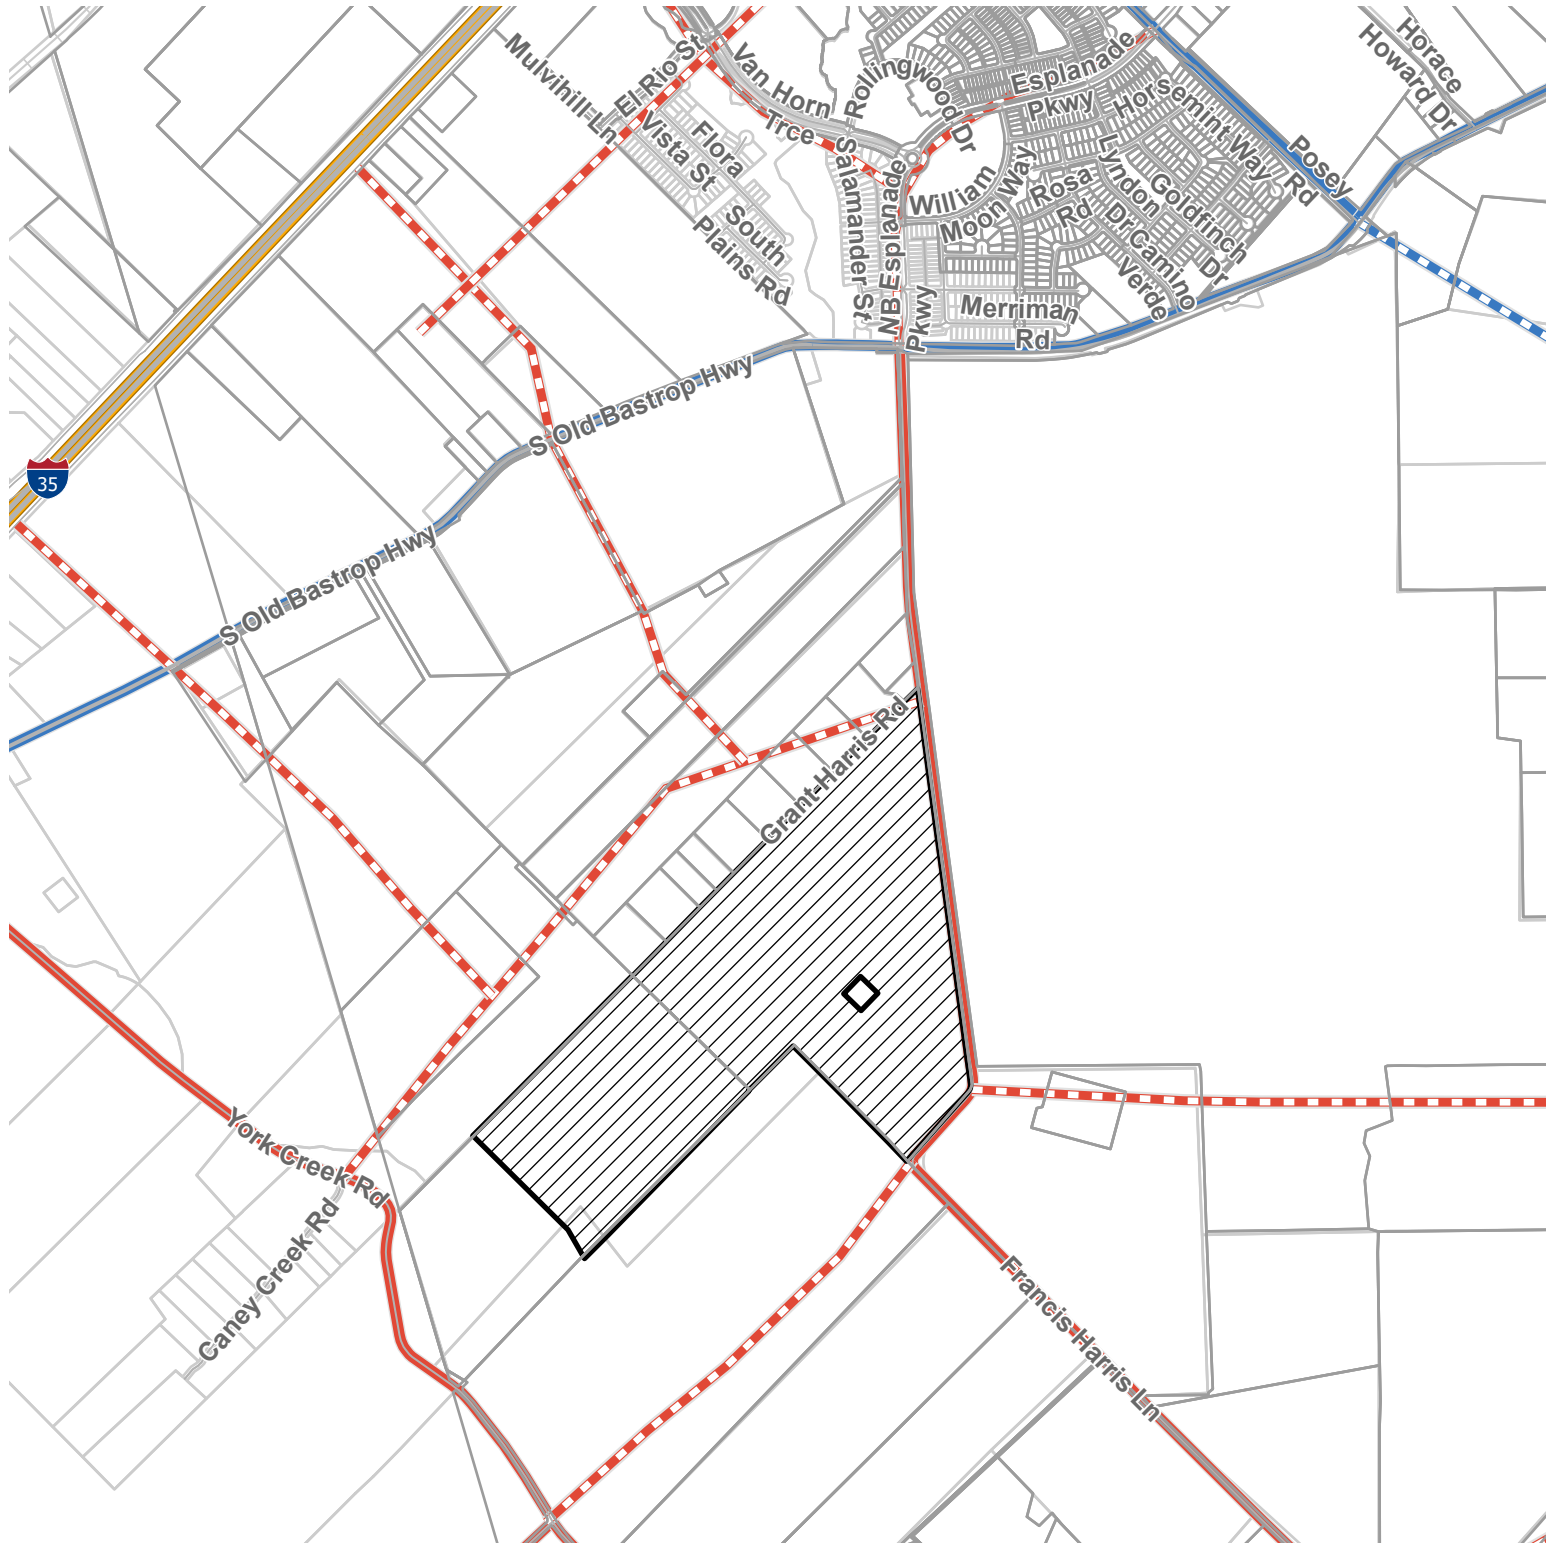 Mulvihill Ln
El Rio St
Van Horn
Trce
Rollingwood Dr
Esplanade
Pkwy
Horsemint Way
Horace
Howard Dr
Posey
Rd
Vista St
Flora
South
Plains Rd
Salamander St
NB Esplanade
Pkwy
William
Moon Way
Rosa
Rd
Lyndon
Dr
Goldfinch
Dr
Camino
Verde
Merriman
Rd
S Old Bastrop Hwy
35
S Old Bastrop Hwy
Grant Harris Rd
York Creek Rd
Caney Creek Rd
Francis Harris Ln